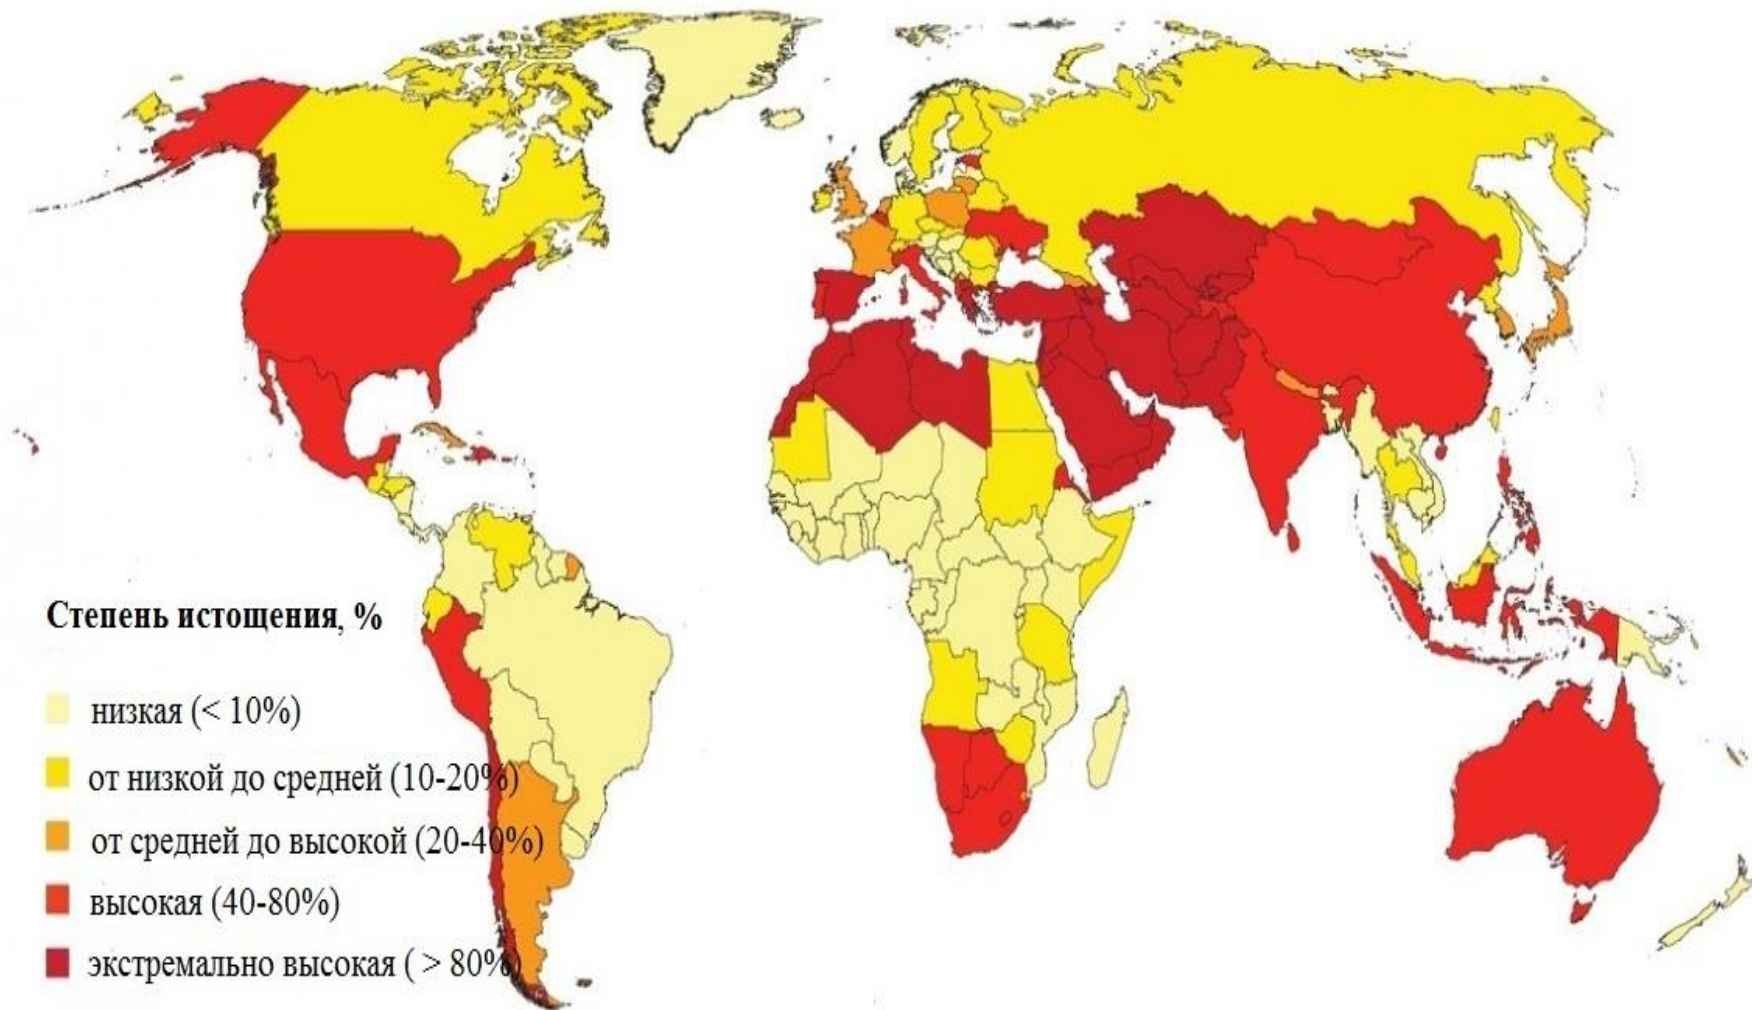 Степень истощения, %
низкая (< 10%)
от низкой до средней (10-20%)
от средней до высокой (20-40%)
высокая (40-80%)
экстремально высокая ( > 80%)